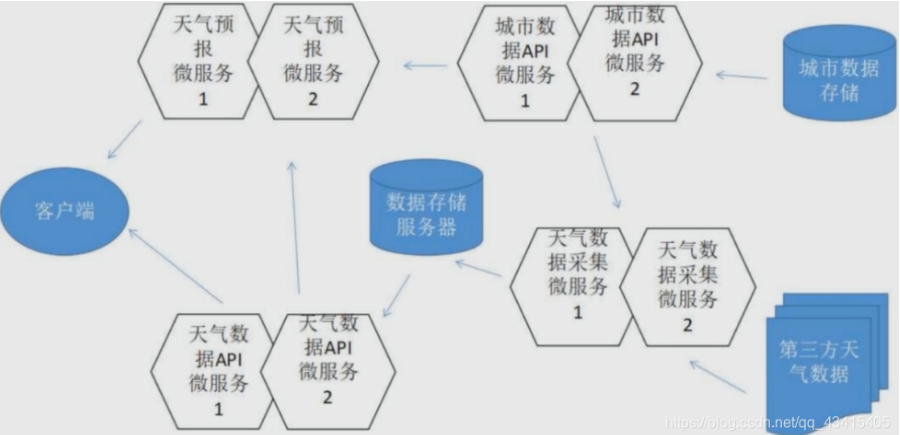 天气预
报
微服务
1
天气预
报
微服务
2
城市数
据API
微服务
1
城市数
据API
微服务
2
城市数据
存储
客户端
数据存储
服务器
天气数
据采集
微服务
1
天气数
据采集
微服务
2
天气数
据API
微服务
1
天气数
据API
微服务
2
第三方天
气数据
https://blog.csdn.net/qq_43415405